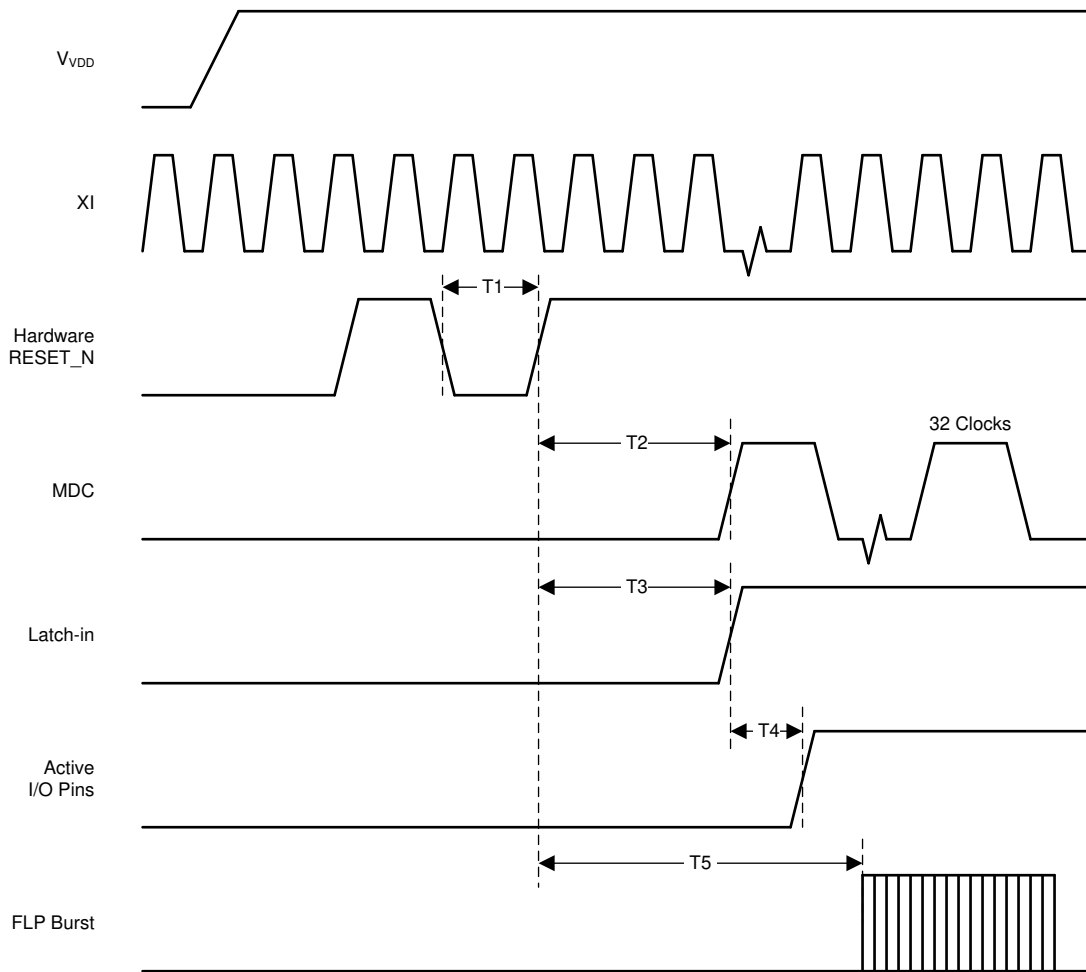 VVDD
XI
T1
Hardware
RESET_N
32 Clocks
T2
MDC
T3
Latch-in
T4
Active
I/O Pins
T5
FLP Burst